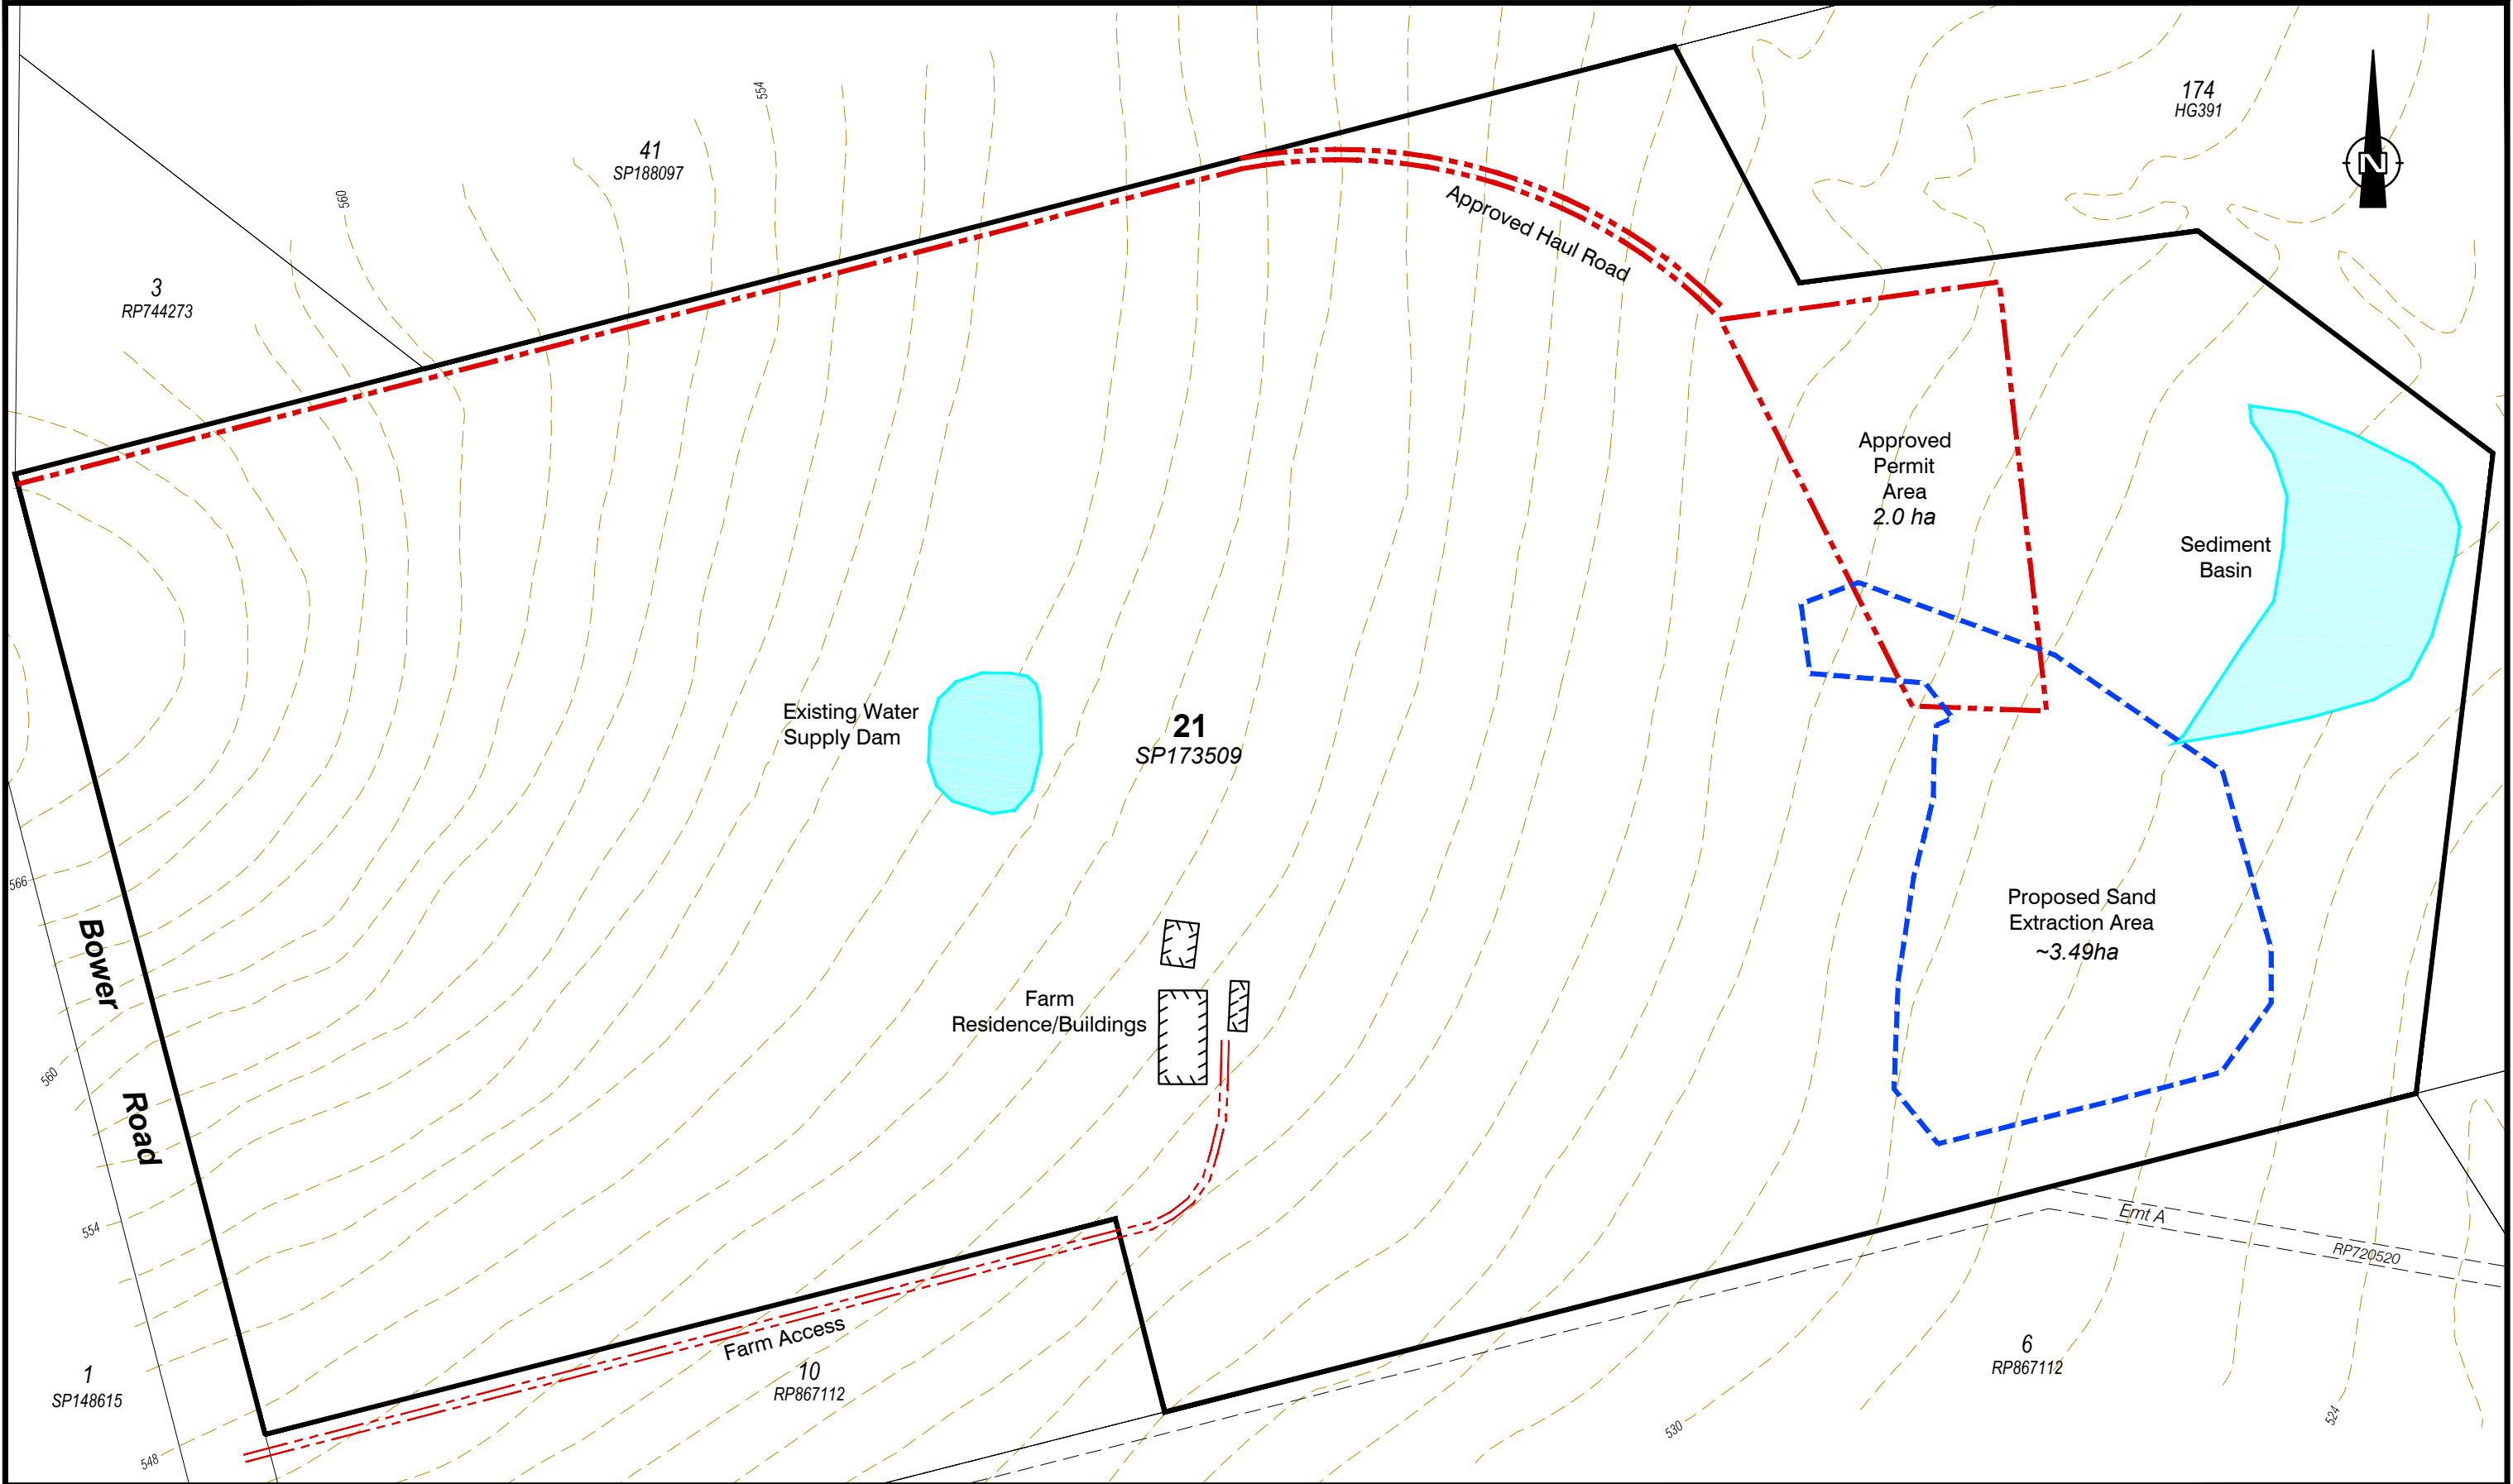 554
174
HG391
41
SP188097
N
560
Approved Haul Road
3
RP744273
Approved
Permit
Area
2.0 ha
Sediment
Basin
Existing Water
Supply Dam
21
SP173509
566
Bower
Road
Proposed Sand
Extraction Area
~3.49ha
Farm
Residence/Buildings
560
554
Emt A
RP720520
Farm Access
10
RP867112
6
RP867112
1
SP148615
548
530
524